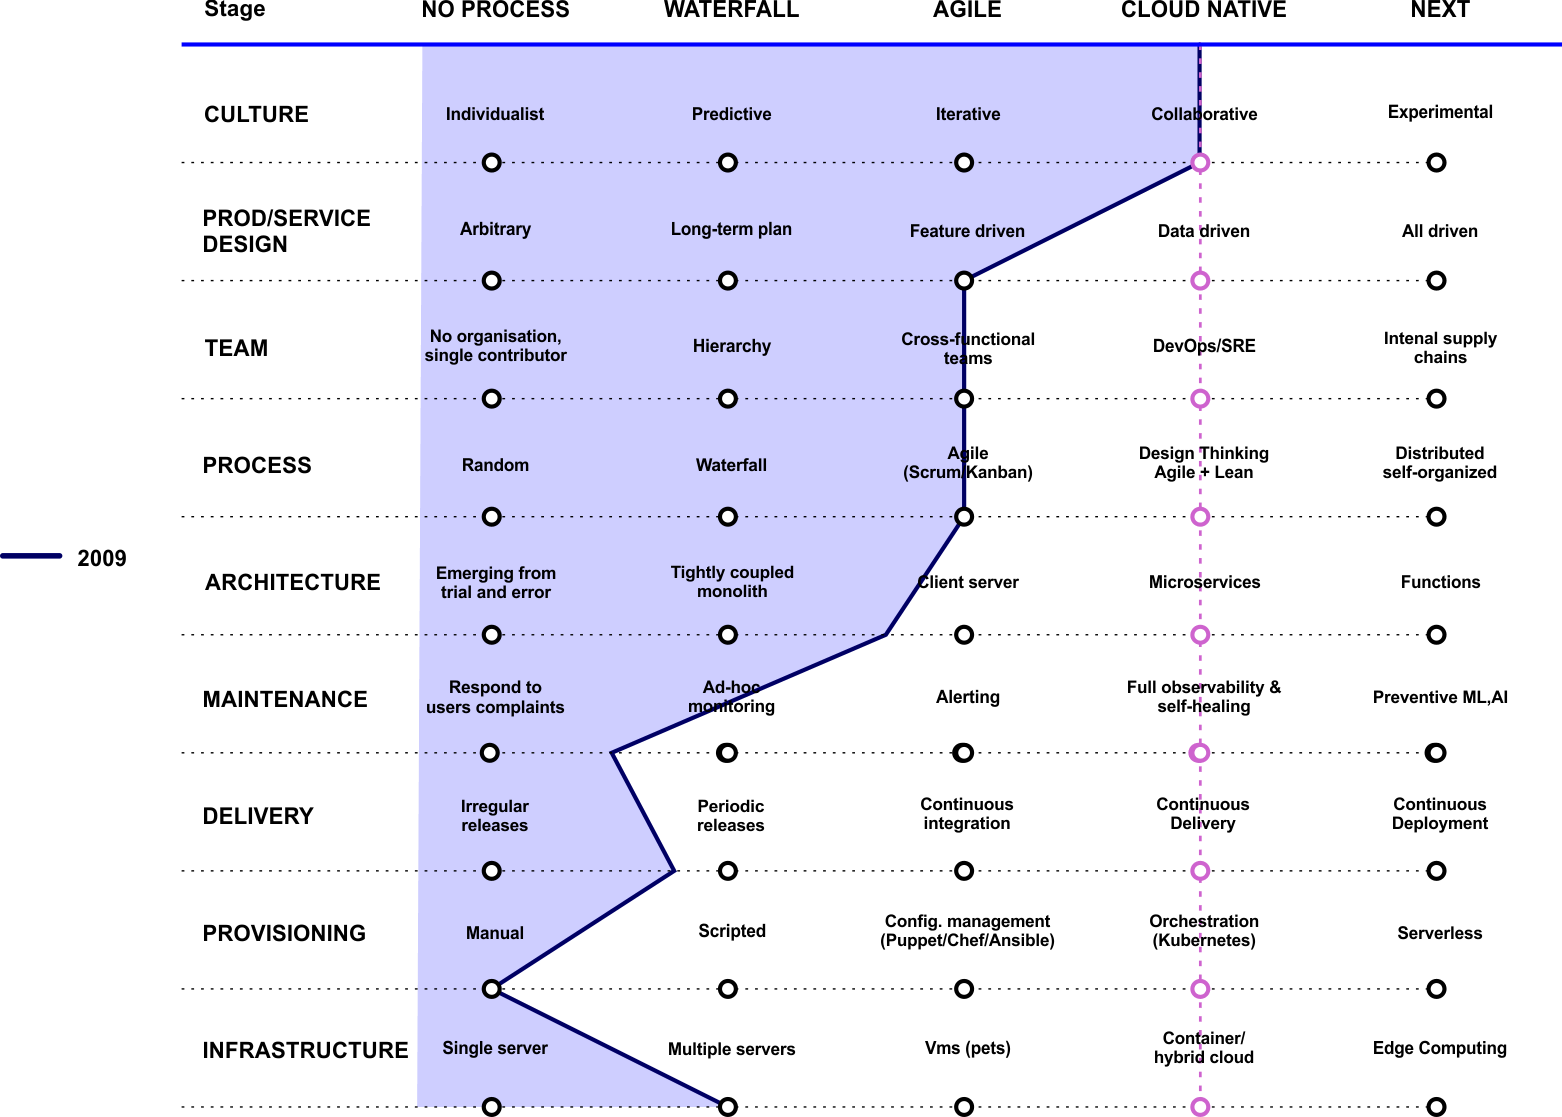 Stage NO PROCESS WATERFALL AGILE CLOUD NATIVE NEXT
CULTURE Individualist Predictive Iterative Collaborative Experimental
PROD/SERVICE
DESIGN
Arbitrary Long-term plan Feature driven Data driven All driven
TEAM
No organisation,
single contributor
Hierarchy
Cross-functional
teams
DevOps/SRE
Intenal supply
chains
PROCESS
Random
Waterfall
Agile
(Scrum/Kanban)
Design Thinking
Agile + Lean
Distributed
self-organized
2009
ARCHITECTURE
Emerging from
trial and error
Tightly coupled
monolith
Client server
Microservices
Functions
MAINTENANCE
Respond to
users complaints
Ad-hoc
monitoring
Alerting
Full observability &
self-healing
Preventive ML,AI
DELIVERY
Irregular
releases
Periodic
releases
Continuous
integration
Continuous
Delivery
Continuous
Deployment
PROVISIONING
Manual
Scripted
Config. management
(Puppet/Chef/Ansible)
Orchestration
(Kubernetes)
Serverless
INFRASTRUCTURE
Single server
Multiple servers
Vms (pets)
Container/
hybrid cloud
Edge Computing